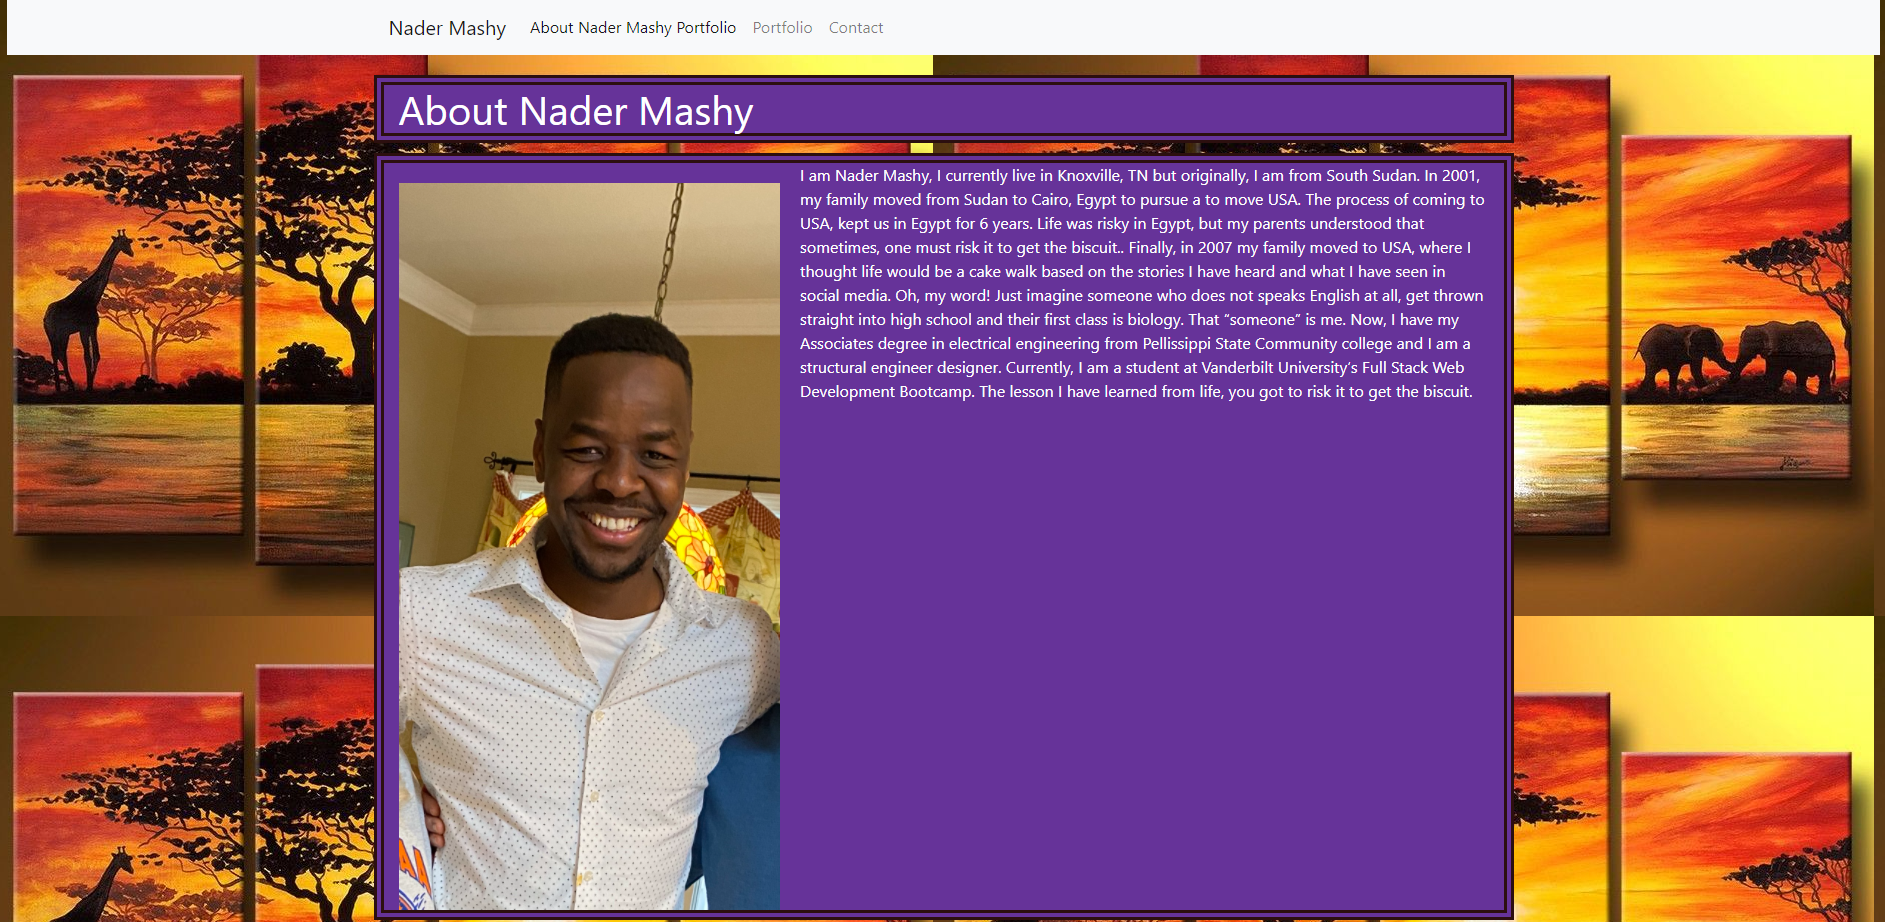 Nader Mashy About Nader Mashy Portfolio Portfolio Contact
About Nader Mashy
I am Nader Mashy, I currently live in Knoxville, TN but originally, I am from South Sudan. In 2001,
my family moved from Sudan to Cairo, Egypt to pursue a to move USA. The process of coming to
USA, kept us in Egypt for 6 years. Life was risky in Egypt, but my parents understood that
sometimes, one must risk it to get the biscuit.. Finally, in 2007 my family moved to USA, where I
thought life would be a cake walk based on the stories I have heard and what I have seen in
social media. Oh, my word! Just imagine someone who does not speaks English at all, get thrown
straight into high school and their first class is biology. That “someone” is me. Now, I have my
Associates degree in electrical engineering from Pellissippi State Community college and I am a
structural engineer designer. Currently, I am a student at Vanderbilt University’s Full Stack Web
Development Bootcamp. The lesson I have learned from life, you got to risk it to get the biscuit.